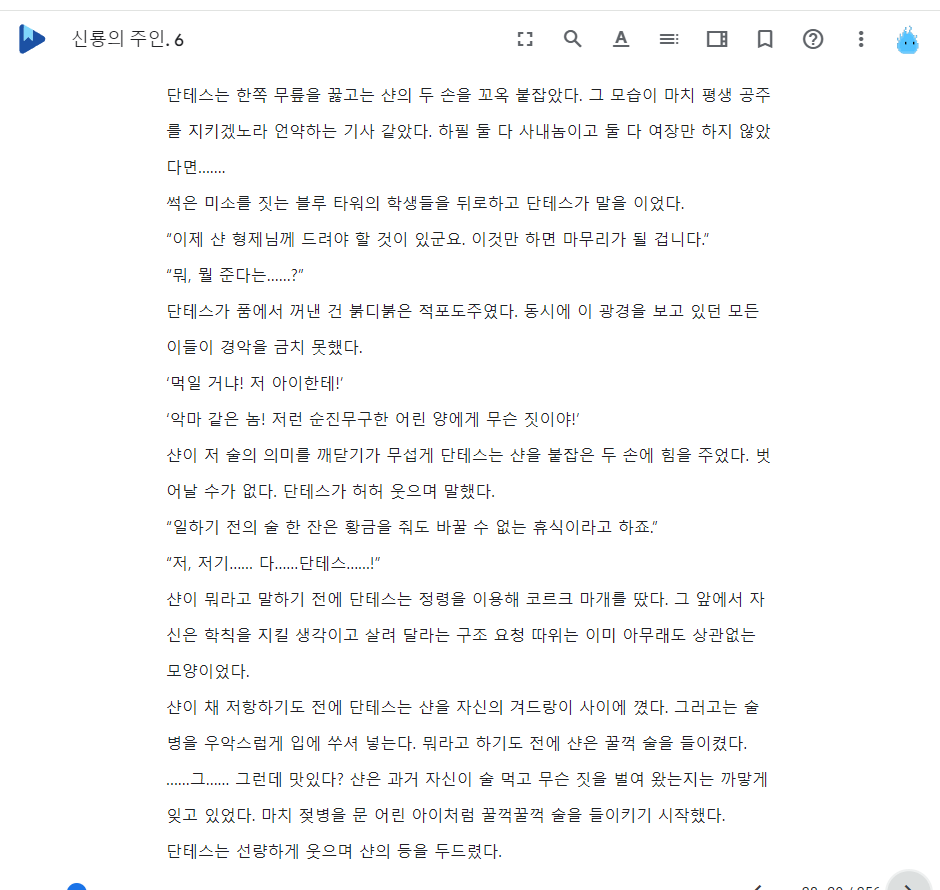 신룡의 주인. 6
단테스는 한쪽 무릎을 꿇고는 샨의 두 손을 꼬옥 붙잡았다. 그 모습이 마치 평생 공주
를 지키겠노라 언약하는 기사 같았다. 하필 둘 다 사내놈이고 둘 다 여장만 하지 않았
다면…….
썩은 미소를 짓는 블루 타워의 학생들을 뒤로하고 단테스가 말을 이었다.
“이제 샨 형제님께 드려야 할 것이 있군요. 이것만 하면 마무리가 될 겁니다.”
“뭐, 뭘 준다는……?”
단테스가 품에서 꺼낸 건 붉디붉은 적포도주였다. 동시에 이 광경을 보고 있던 모든
이들이 경악을 금치 못했다.
‘먹일 거냐! 저 아이한테!’
‘악마 같은 놈! 저런 순진무구한 어린 양에게 무슨 짓이야!’
샨이 저 술의 의미를 깨닫기가 무섭게 단테스는 샨을 붙잡은 두 손에 힘을 주었다. 벗
어날 수가 없다. 단테스가 허허 웃으며 말했다.
“일하기 전의 술 한 잔은 황금을 줘도 바꿀 수 없는 휴식이라고 하죠.”
“저, 저기…… 다……단테스……!”
샨이 뭐라고 말하기 전에 단테스는 정령을 이용해 코르크 마개를 땄다. 그 앞에서 자
신은 학칙을 지킬 생각이고 살려 달라는 구조 요청 따위는 이미 아무래도 상관없는
모양이었다.
샨이 채 저항하기도 전에 단테스는 샨을 자신의 겨드랑이 사이에 꼈다. 그러고는 술
병을 우악스럽게 입에 쑤셔 넣는다. 뭐라고 하기도 전에 샨은 꿀꺽 술을 들이켰다.
……그…… 그런데 맛있다? 샨은 과거 자신이 술 먹고 무슨 짓을 벌여 왔는지는 까맣게
잊고 있었다. 마치 젖병을 문 어린 아이처럼 꿀꺽꿀꺽 술을 들이키기 시작했다.
단테스는 선량하게 웃으며 샨의 등을 두드렸다.